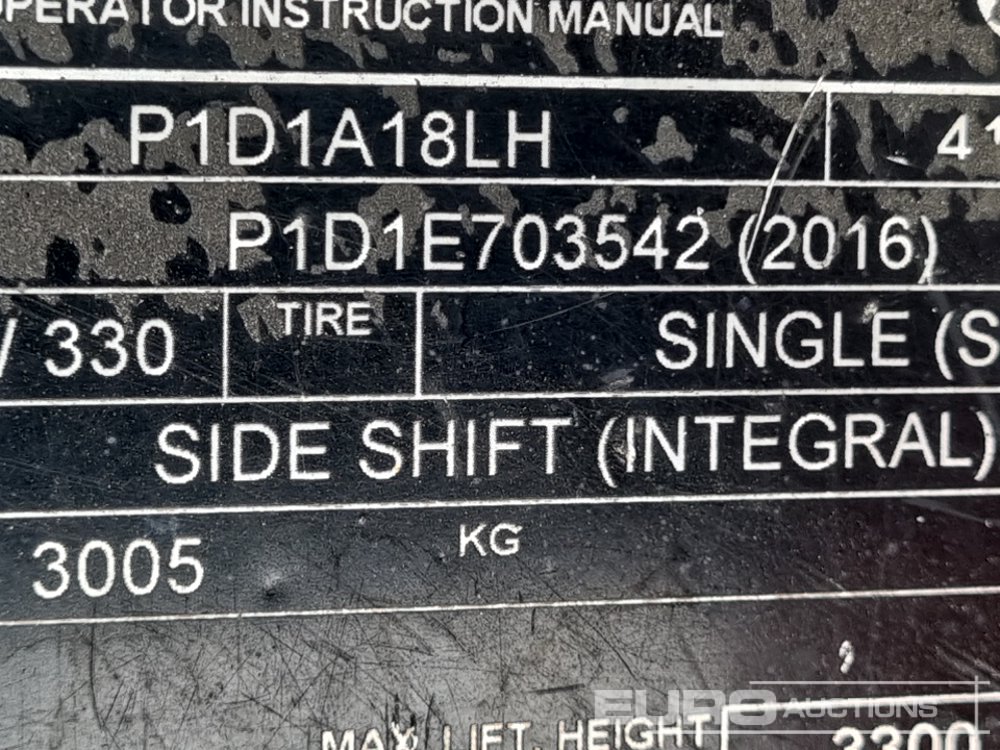 OPERATOR INSTRUCTION MANUAL
P1D1A18LH 41
P1D1E703542 (2016)
/ 330 TIRE SINGLE (S
SIDE SHIFT (INTEGRAL)
3005 KG
MAX LIFT. HEIGHT 3300
EURO AUCTIONS